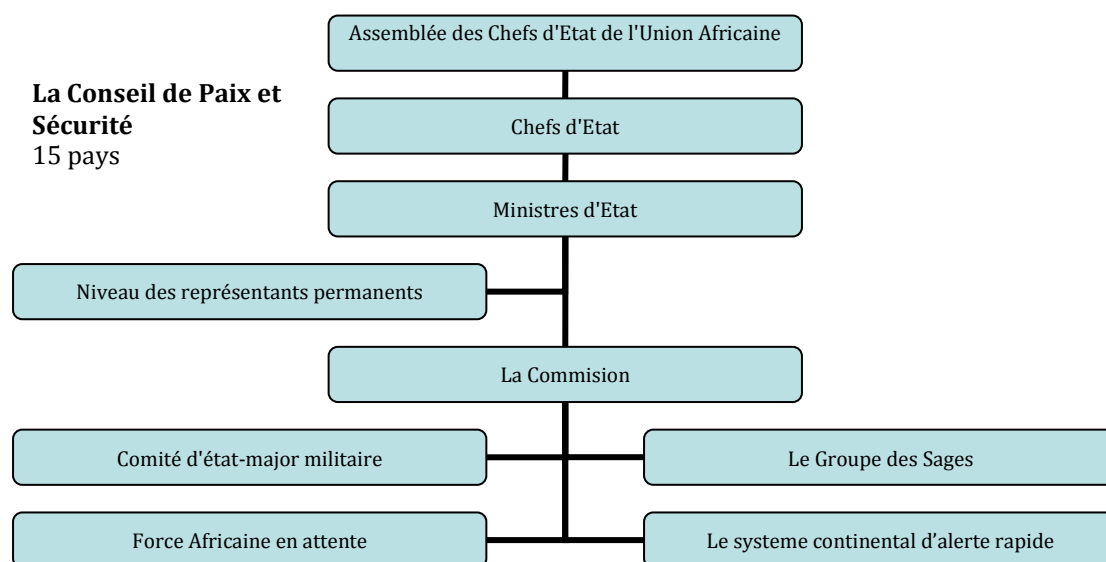 Assemblée des Chefs d'Etat de l'Union Africaine
La Conseil de Paix et
Sécurité
15 pays
Chefs d'Etat
Ministres d'Etat
Niveau des représentants permanents
La Commision
Comité d'état-major militaire
Le Groupe des Sages
Force Africaine en attente
Le systeme continental d’alerte rapide